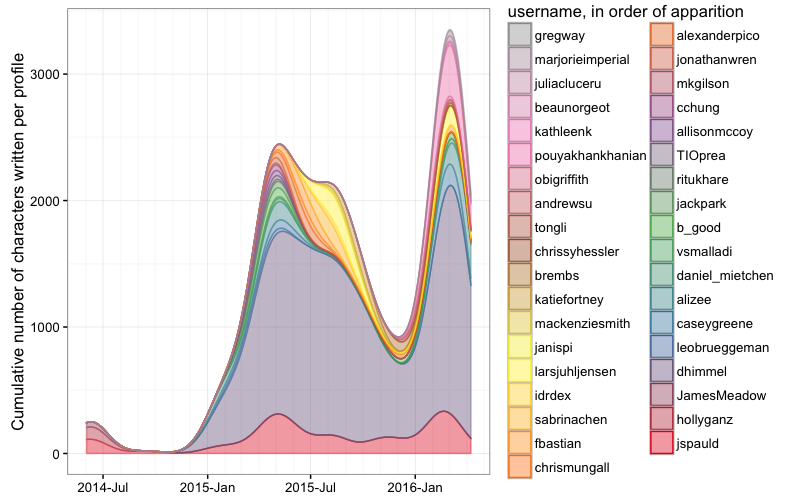 username, in order of apparition
Cumulative number of characters written per profile
3000
2000
1000
0
2014-Jul
2015-Jan
2015-Jul
2016-Jan
gregway
marjorieimperial
juliacluceru
beaunorgeot
kathleenk
pouyakhankhanian
obigriffith
andrewsu
tongli
chrissyhessler
brembs
katiefortney
mackenziesmith
janispi
larsjuhljensen
idrdex
sabrinachen
fbastian
chrismungall
alexanderpico
jonathanwren
mkgilson
cchung
allisonmccoy
TIOprea
ritukhare
jackpark
b_good
vsmalladi
daniel_mietchen
alizee
caseygreene
leobrueggeman
dhimmel
JamesMeadow
hollyganz
jspauld